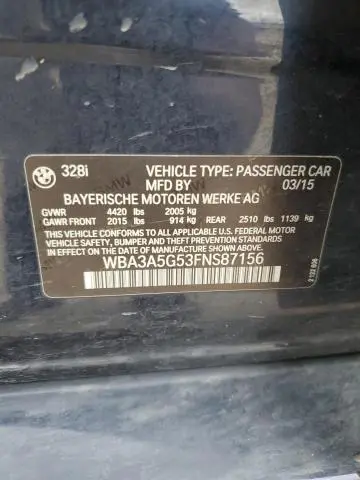 BMW 328i VEHICLE TYPE: PASSENGER CAR
MFD BY 03/15
BAYERISCHE MOTOREN WERKE AG
GVWR 4420 lbs 2005 kg
GAWR FRONT 2015 lbs 914 kg REAR 2510 lbs 1139 kg
THIS VEHICLE CONFORMS TO ALL APPLICABLE U.S. FEDERAL MOTOR
VEHICLE SAFETY, BUMPER, AND THEFT PREVENTION STANDARDS
IN EFFECT ON THE DATE OF MANUFACTURE SHOWN ABOVE.
WBA3A5G53FNS87156